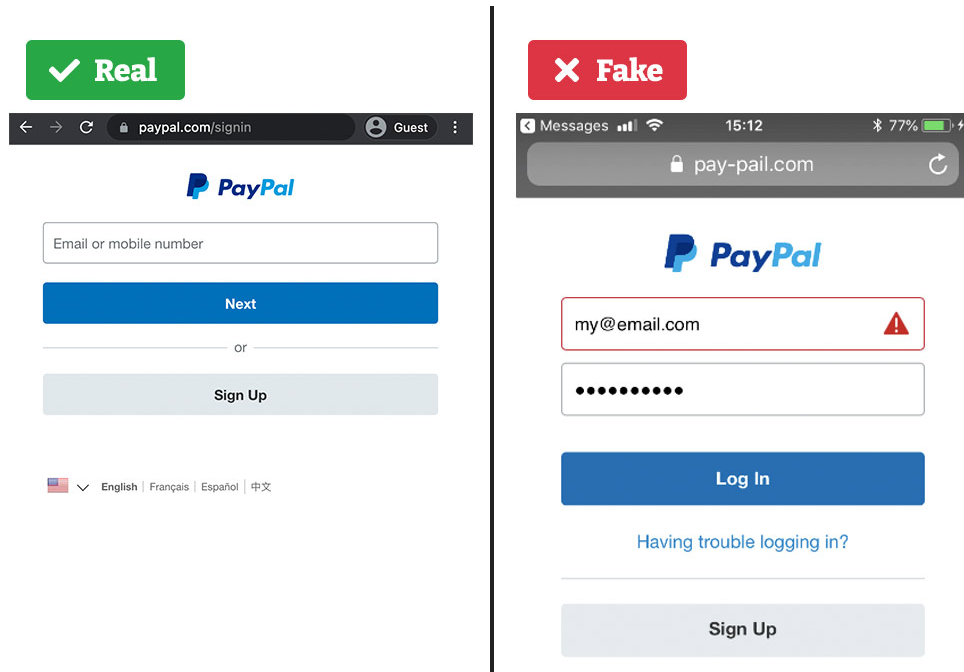 Real
paypal.com/signin
Guest
PayPal
Email or mobile number
Next
or
Sign Up
English | Français | Español | 中文
Fake
Messages 15:12 77%
pay-pail.com
PayPal
my@email.com
••••••••••
Log In
Having trouble logging in?
Sign Up